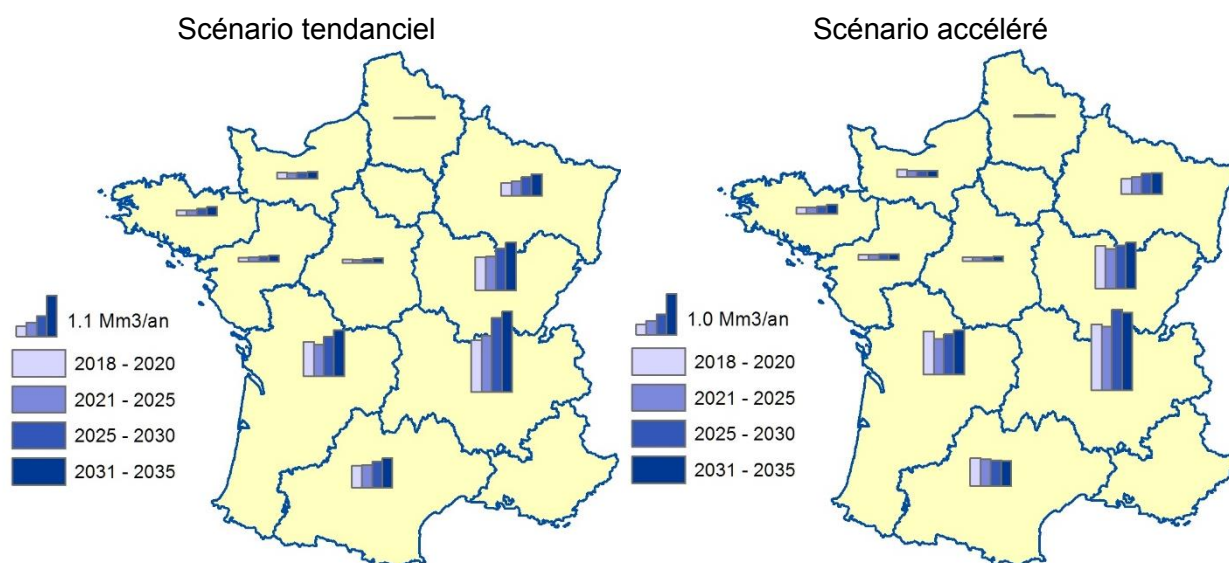 Scénario tendanciel
1.1 Mm3/an
2018 - 2020
2021 - 2025
2025 - 2030
2031 - 2035
Scénario accéléré
1.0 Mm3/an
2018 - 2020
2021 - 2025
2025 - 2030
2031 - 2035